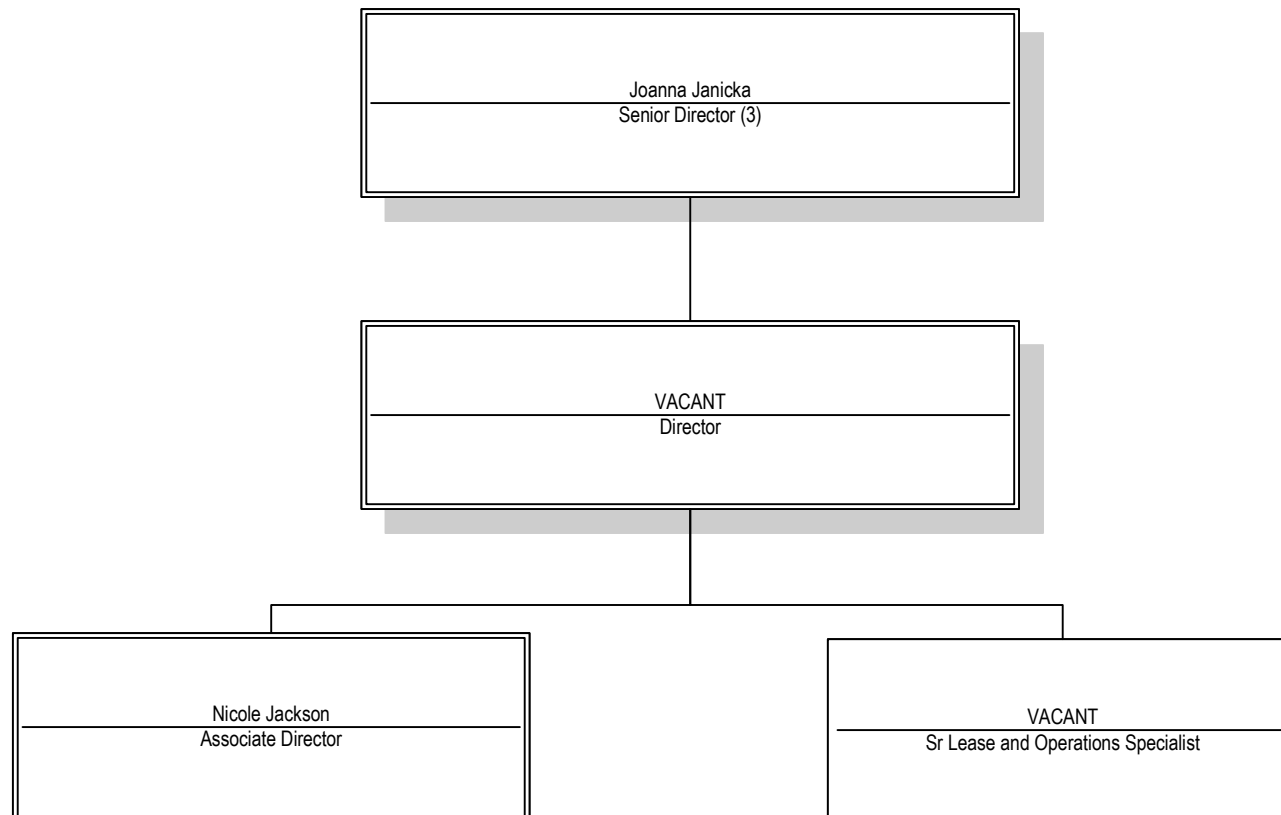 Joanna Janicka
Senior Director (3)
VACANT
Director
Nicole Jackson
Associate Director
VACANT
Sr Lease and Operations Specialist